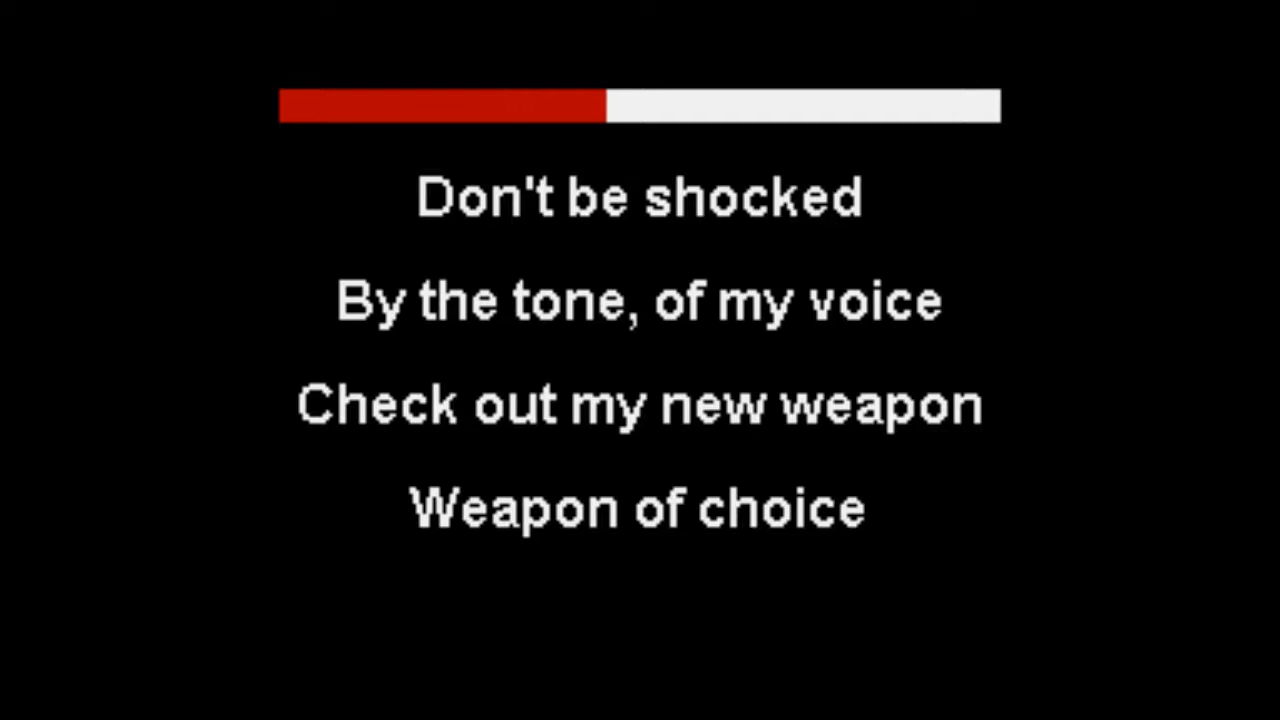 Don't be shocked
By the tone, of my voice
Check out my new weapon
Weapon of choice